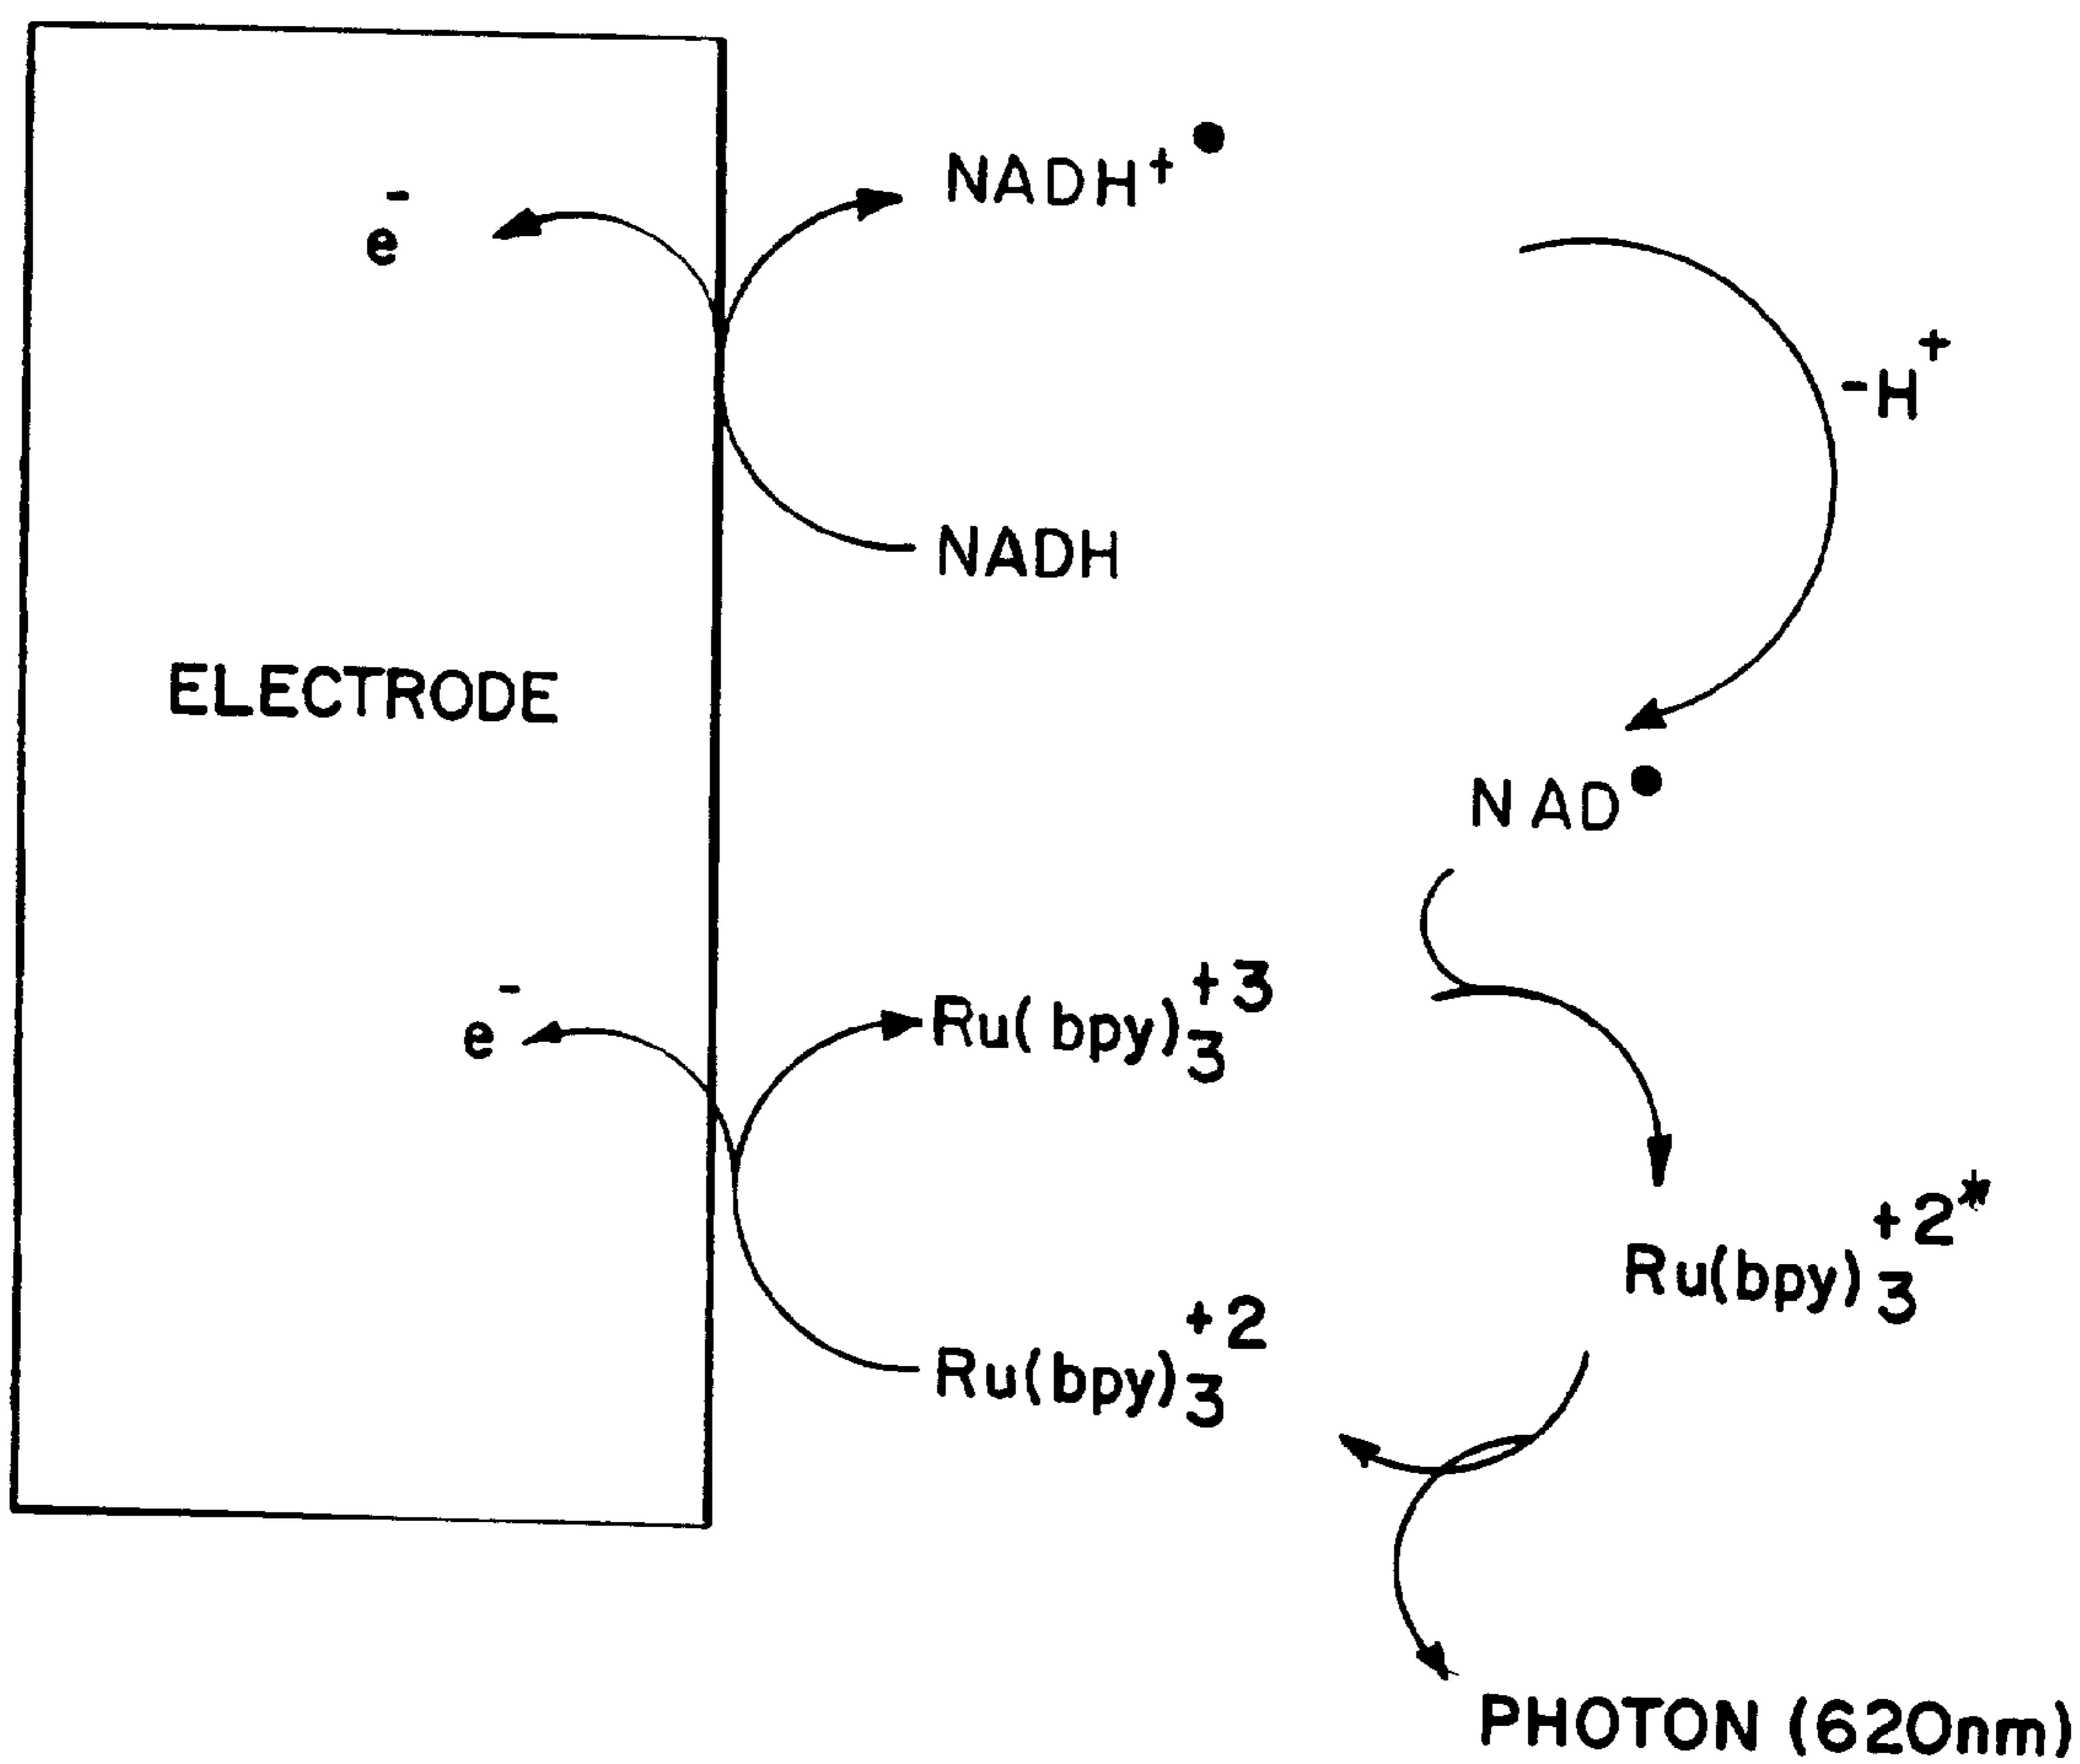 NADH⁺●
e⁻
-H⁺
NADH
ELECTRODE
NAD●
Ru(bpy)₃⁺³
e⁻
Ru(bpy)₃⁺²*
Ru(bpy)₃⁺²
PHOTON (620nm)